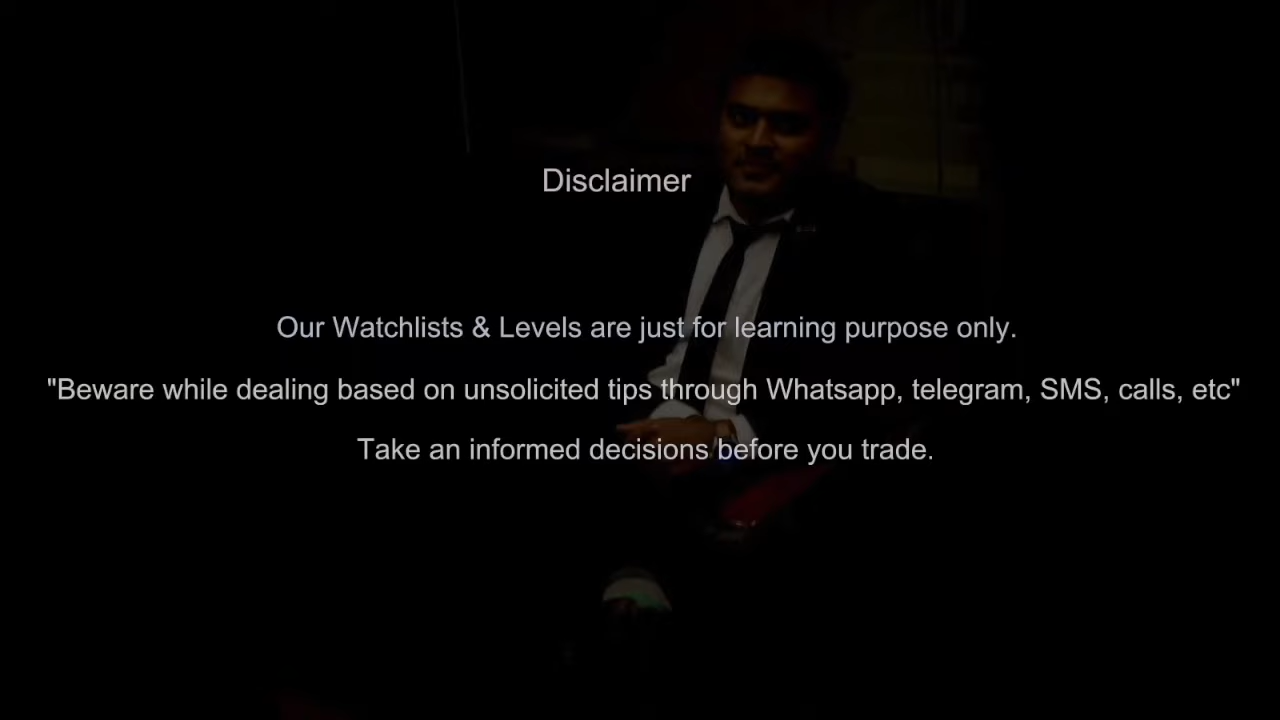 Disclaimer
Our Watchlists & Levels are just for learning purpose only.
"Beware while dealing based on unsolicited tips through Whatsapp, telegram, SMS, calls, etc"
Take an informed decisions before you trade.